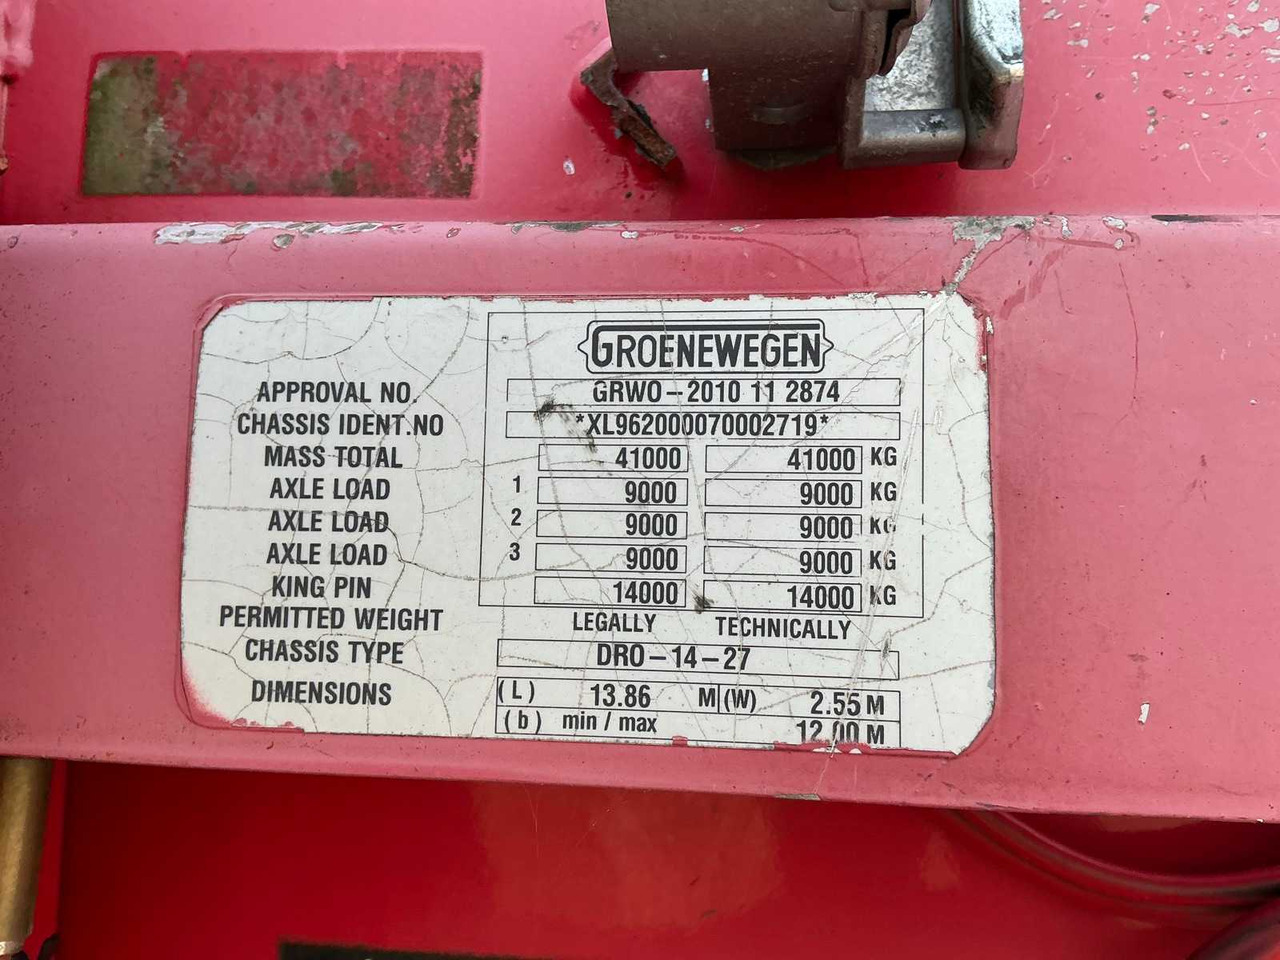 GROENEWEGEN
APPROVAL NO. GRWO-2010 11 2874
CHASSIS IDENT.NO *XL962000070002719*
MASS TOTAL 41000 41000 KG
AXLE LOAD 1 9000 9000 KG
AXLE LOAD 2 9000 9000 KG
AXLE LOAD 3 9000 9000 KG
KING PIN 14000 14000 KG
PERMITTED WEIGHT LEGALLY TECHNICALLY
CHASSIS TYPE DRO-14-27
DIMENSIONS (L) 13.86 M (W) 2.55 M
(b) min / max 12.00 M